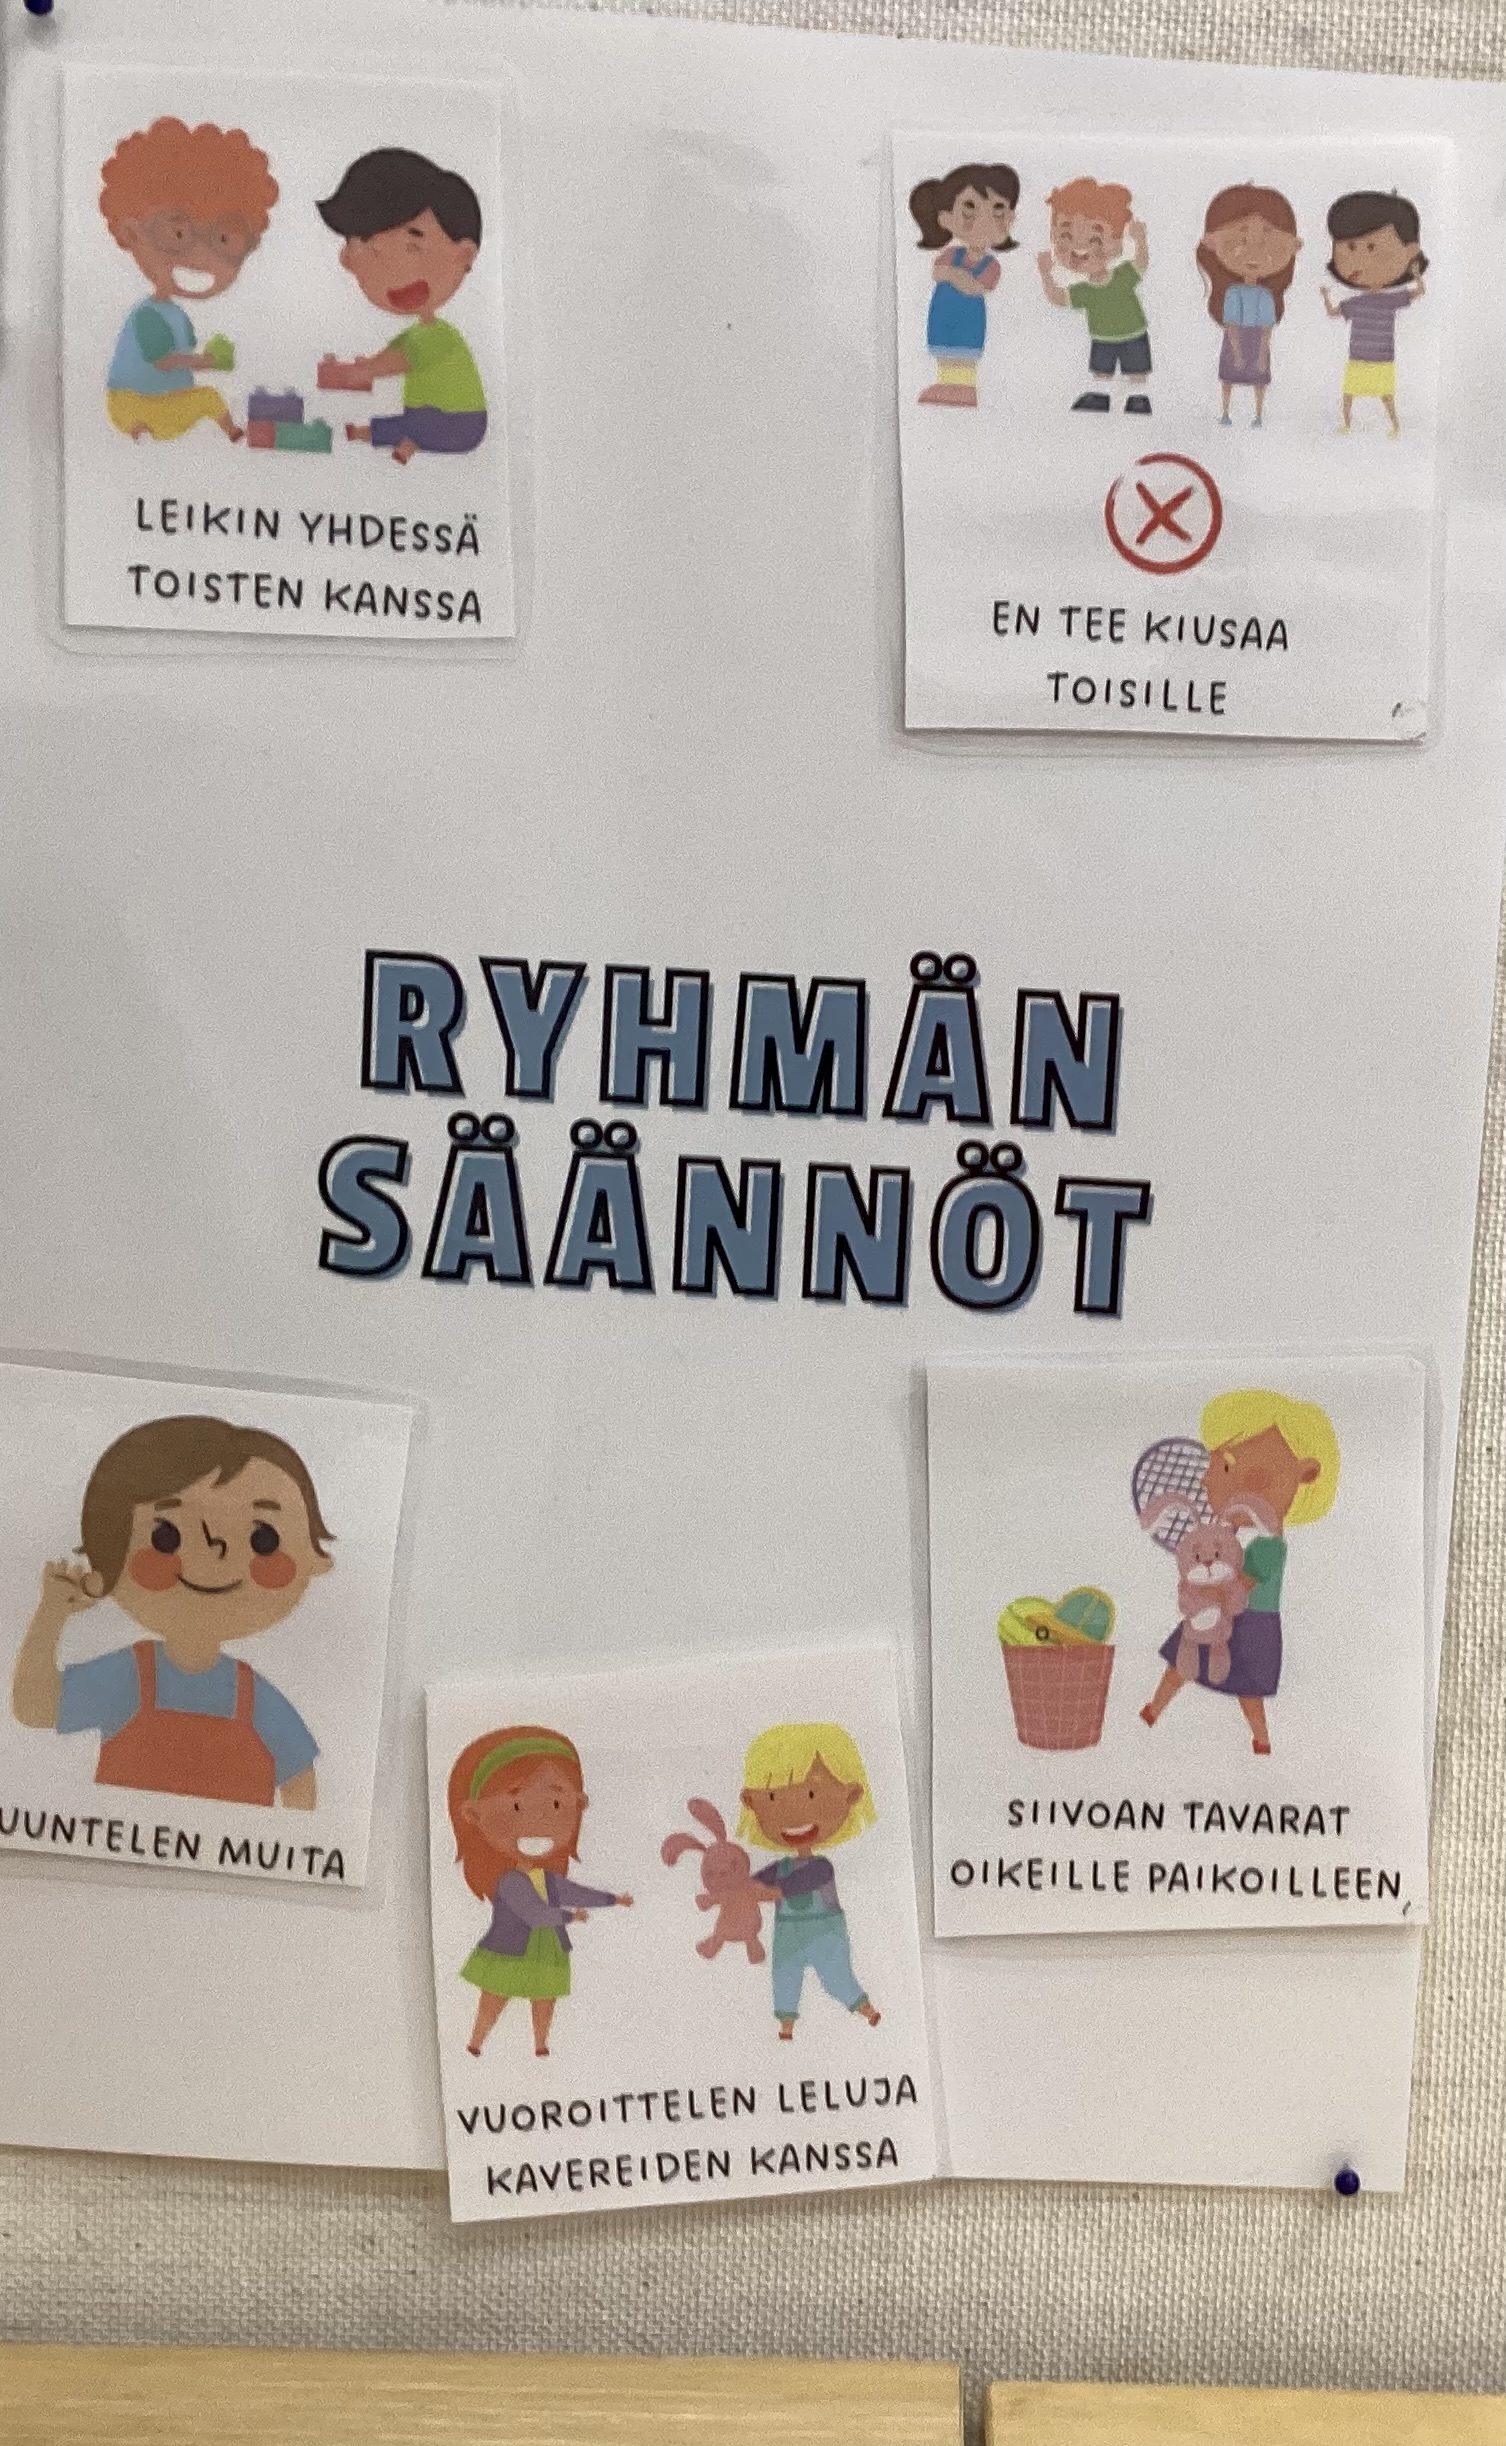 LEIKIN YHDESSÄ
TOISTEN KANSSA
EN TEE KIUSAA
TOISILLE
RYHMÄN
SÄÄNNÖT
UUNTELEN MUITA
SIIVOAN TAVARAT
OIKEILLE PAIKOILLEEN
VUOROITTELEN LELUJA
KAVEREIDEN KANSSA